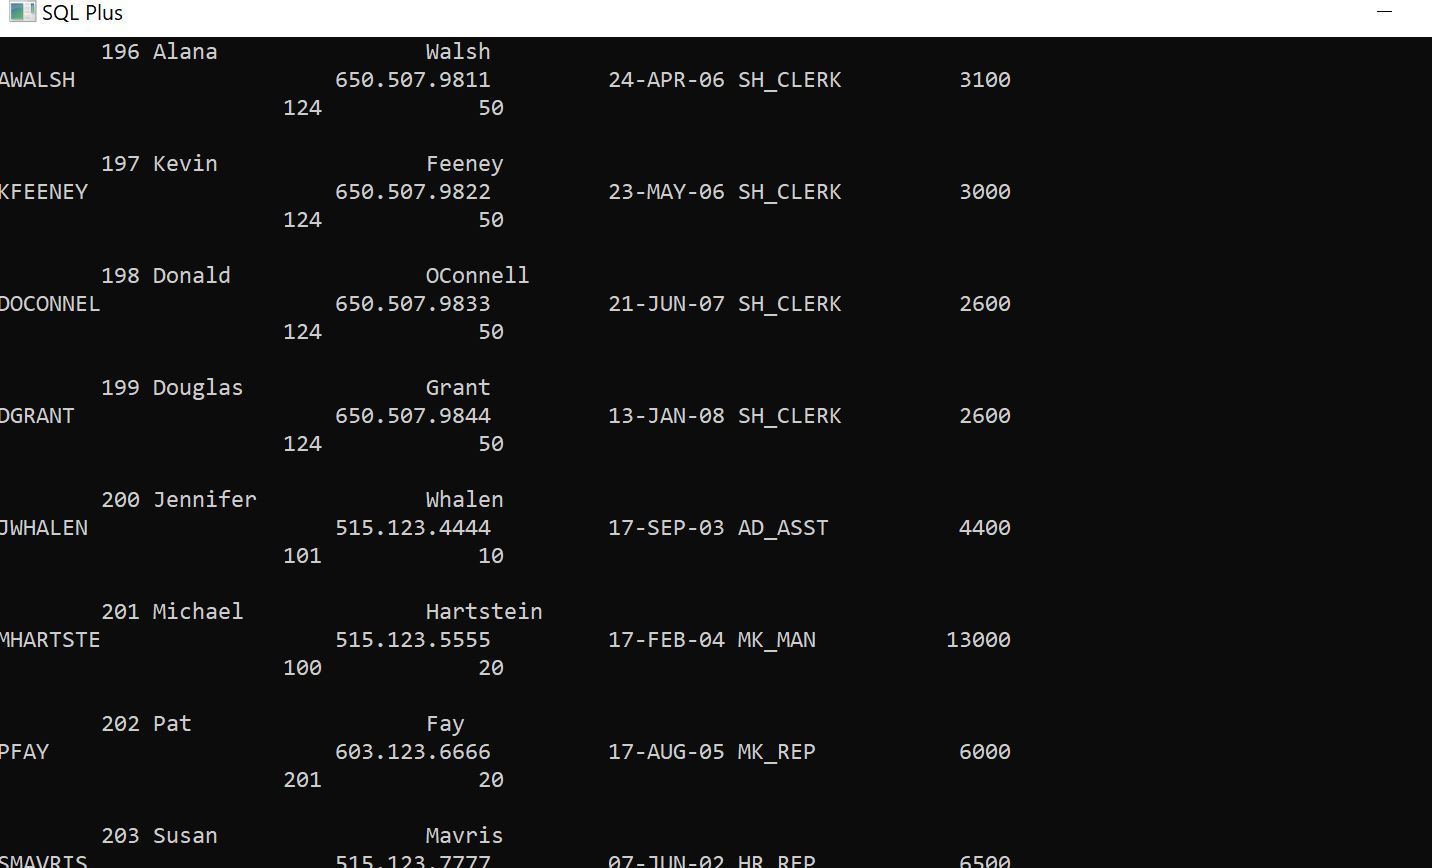 SQL Plus
196 Alana Walsh
AWALSH 650.507.9811 24-APR-06 SH_CLERK 3100
124 50
197 Kevin Feeney
KFEENEY 650.507.9822 23-MAY-06 SH_CLERK 3000
124 50
198 Donald OConnell
DOCONNEL 650.507.9833 21-JUN-07 SH_CLERK 2600
124 50
199 Douglas Grant
DGRANT 650.507.9844 13-JAN-08 SH_CLERK 2600
124 50
200 Jennifer Whalen
JWHALEN 515.123.4444 17-SEP-03 AD_ASST 4400
101 10
201 Michael Hartstein
MHARTSTE 515.123.5555 17-FEB-04 MK_MAN 13000
100 20
202 Pat Fay
PFAY 603.123.6666 17-AUG-05 MK_REP 6000
201 20
203 Susan Mavris
SMAVRIS 515.123.7777 07-JUN-02 HR_REP 6500